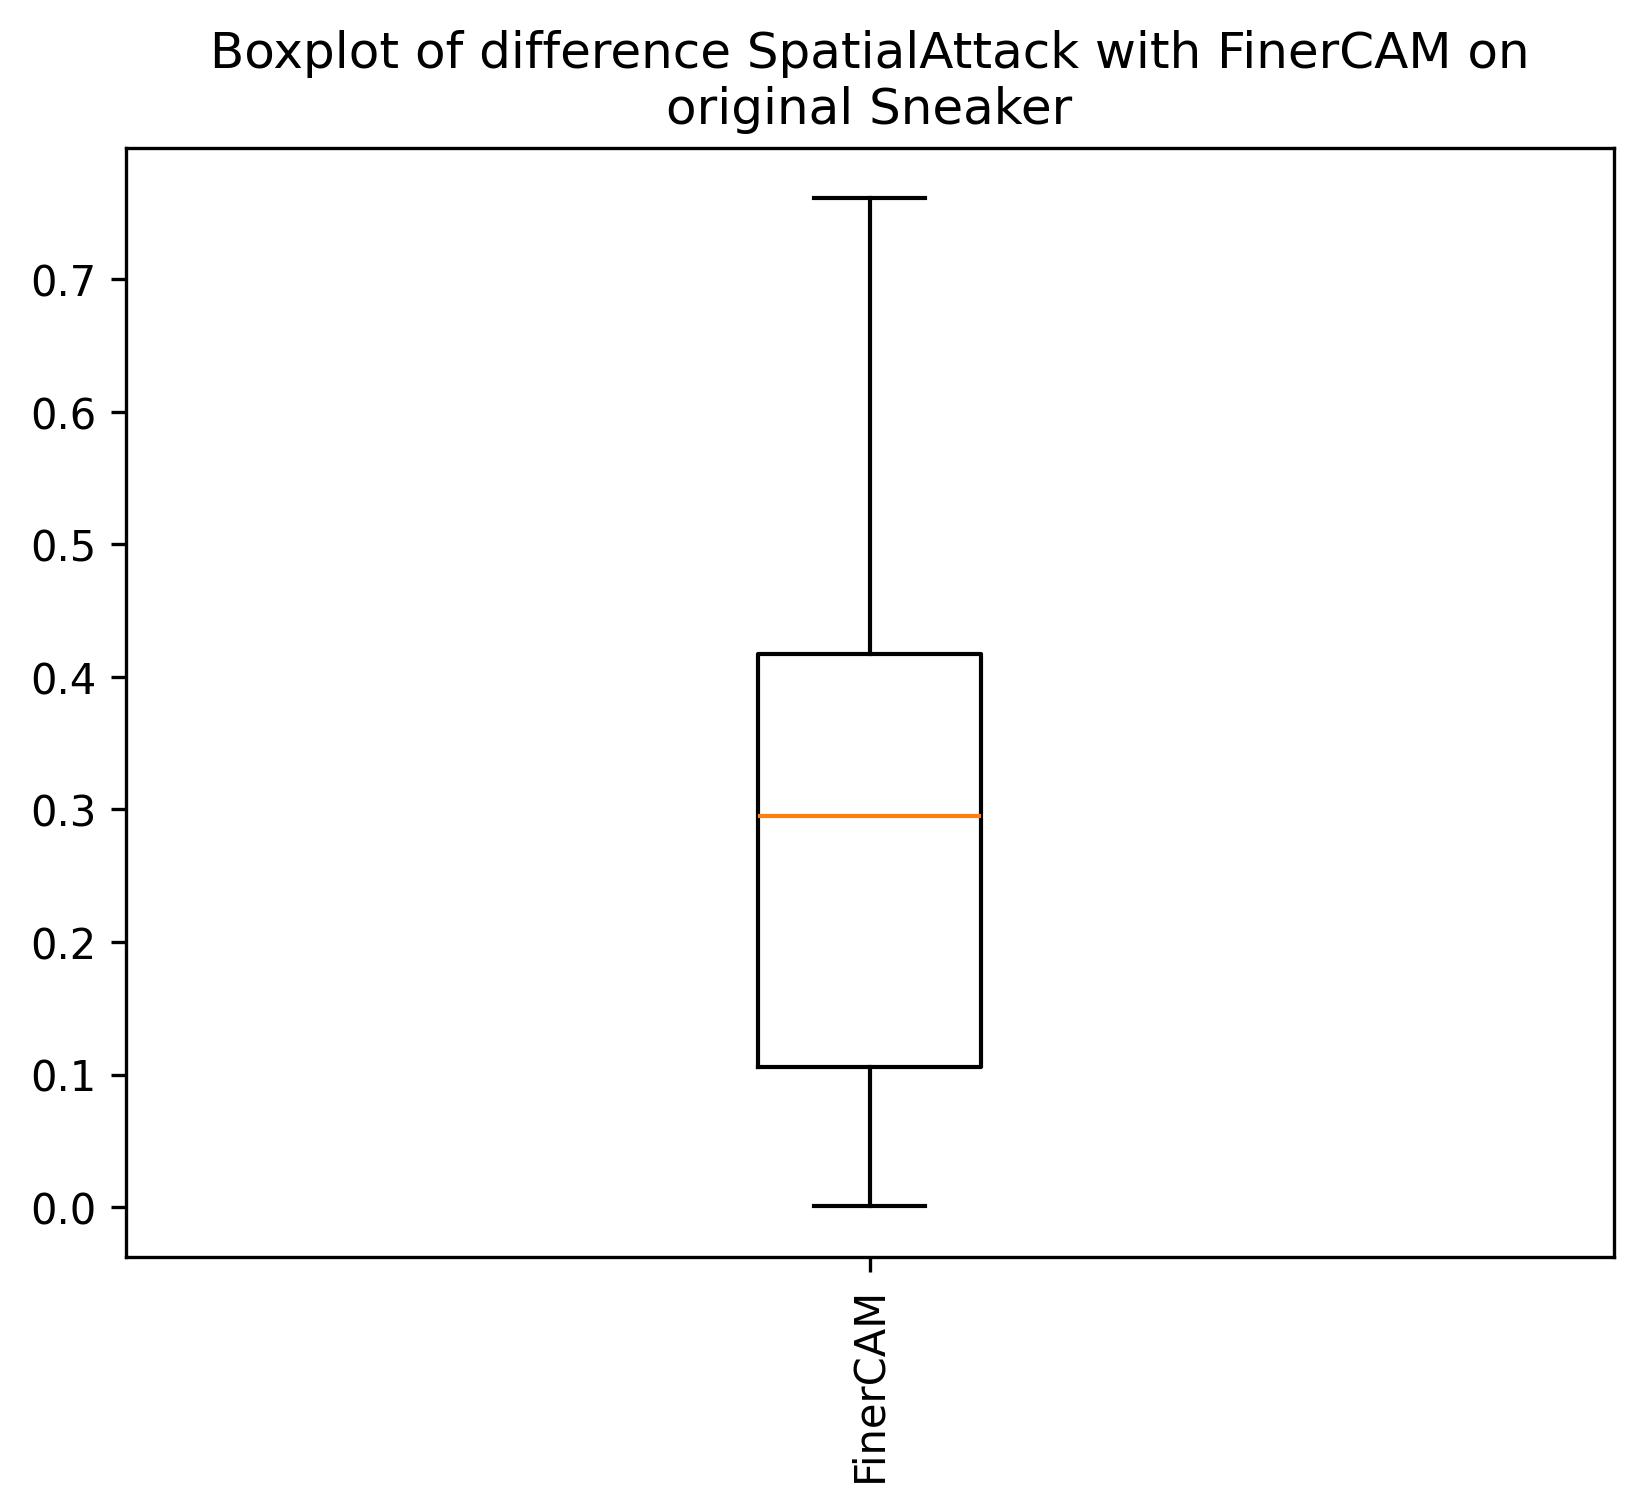 Boxplot of difference SpatialAttack with FinerCAM on
original Sneaker
0.7
0.6
0.5
0.4
0.3
0.2
0.1
0.0
FinerCAM